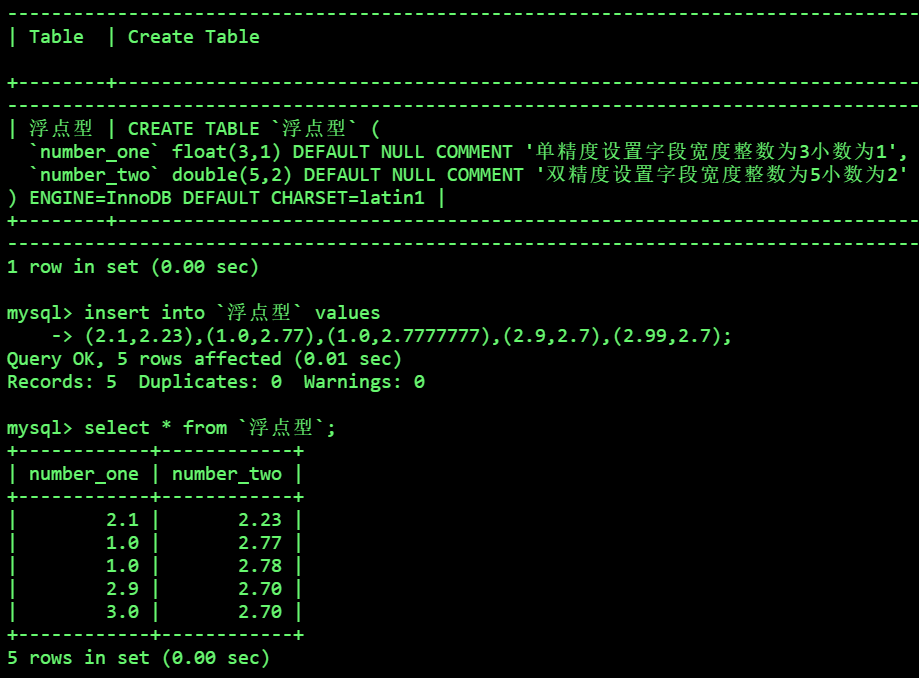 --------------------------------------------------------------------------------------
| Table  | Create Table

+--------+----------------------------------------------------------------------------
--------------------------------------------------------------------------------------
| 浮点型 | CREATE TABLE `浮点型` (
  `number_one` float(3,1) DEFAULT NULL COMMENT '单精度设置字段宽度整数为3小数为1',
  `number_two` double(5,2) DEFAULT NULL COMMENT '双精度设置字段宽度整数为5小数为2'
) ENGINE=InnoDB DEFAULT CHARSET=latin1 |
+--------+----------------------------------------------------------------------------
--------------------------------------------------------------------------------------
1 row in set (0.00 sec)

mysql> insert into `浮点型` values
    -> (2.1,2.23),(1.0,2.77),(1.0,2.7777777),(2.9,2.7),(2.99,2.7);
Query OK, 5 rows affected (0.01 sec)
Records: 5  Duplicates: 0  Warnings: 0

mysql> select * from `浮点型`;
+------------+------------+
| number_one | number_two |
+------------+------------+
|        2.1 |       2.23 |
|        1.0 |       2.77 |
|        1.0 |       2.78 |
|        2.9 |       2.70 |
|        3.0 |       2.70 |
+------------+------------+
5 rows in set (0.00 sec)